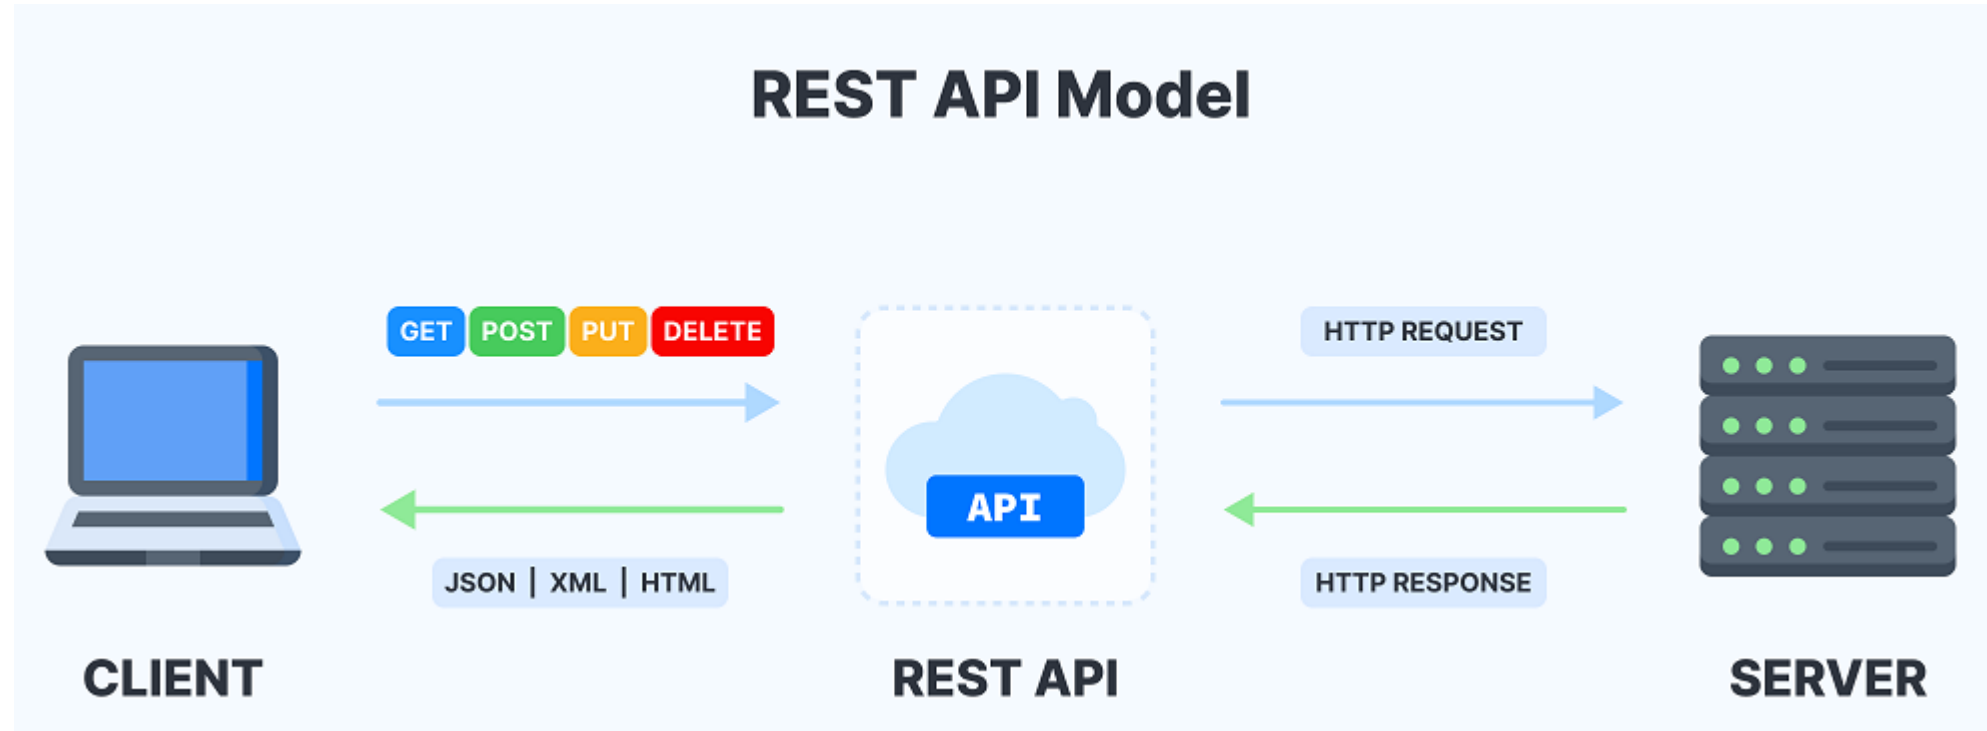 REST API Model
GET POST PUT DELETE
HTTP REQUEST
API
JSON | XML | HTML
HTTP RESPONSE
CLIENT
REST API
SERVER